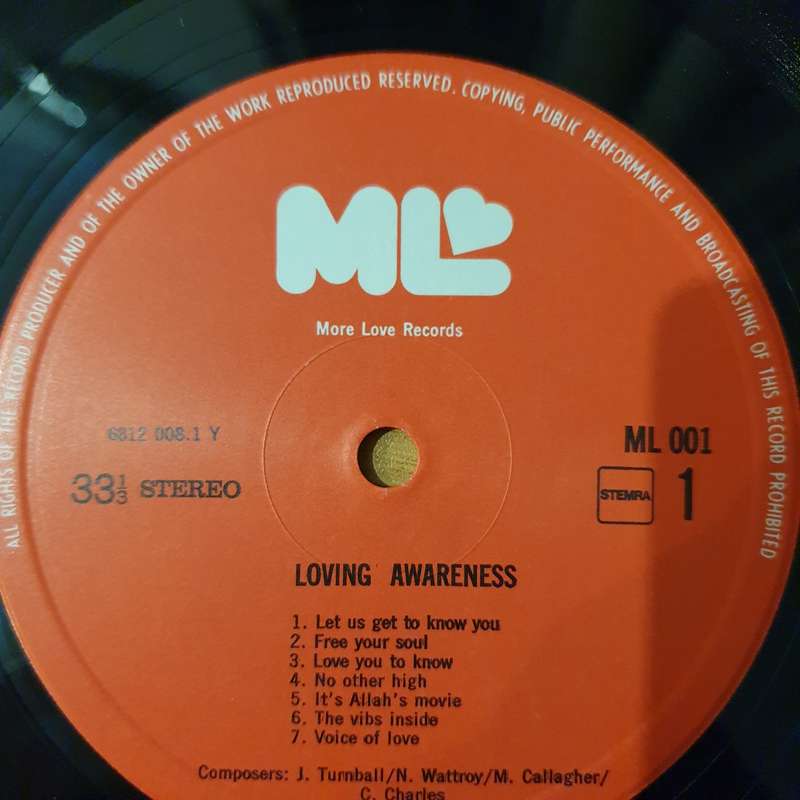 ALL RIGHTS OF THE RECORD PRODUCER AND OF THE OWNER OF THE WORK REPRODUCED RESERVED. COPYING, PUBLIC PERFORMANCE AND BROADCASTING OF THIS RECORD PROHIBITED
ML
More Love Records
6812 008.1 Y
ML 001
33⅓ STEREO
STEMRA 1
LOVING AWARENESS
1. Let us get to know you
2. Free your soul
3. Love you to know
4. No other high
5. It's Allah's movie
6. The vibs inside
7. Voice of love
Composers: J. Turnball/N. Wattroy/M. Callagher/
C. Charles